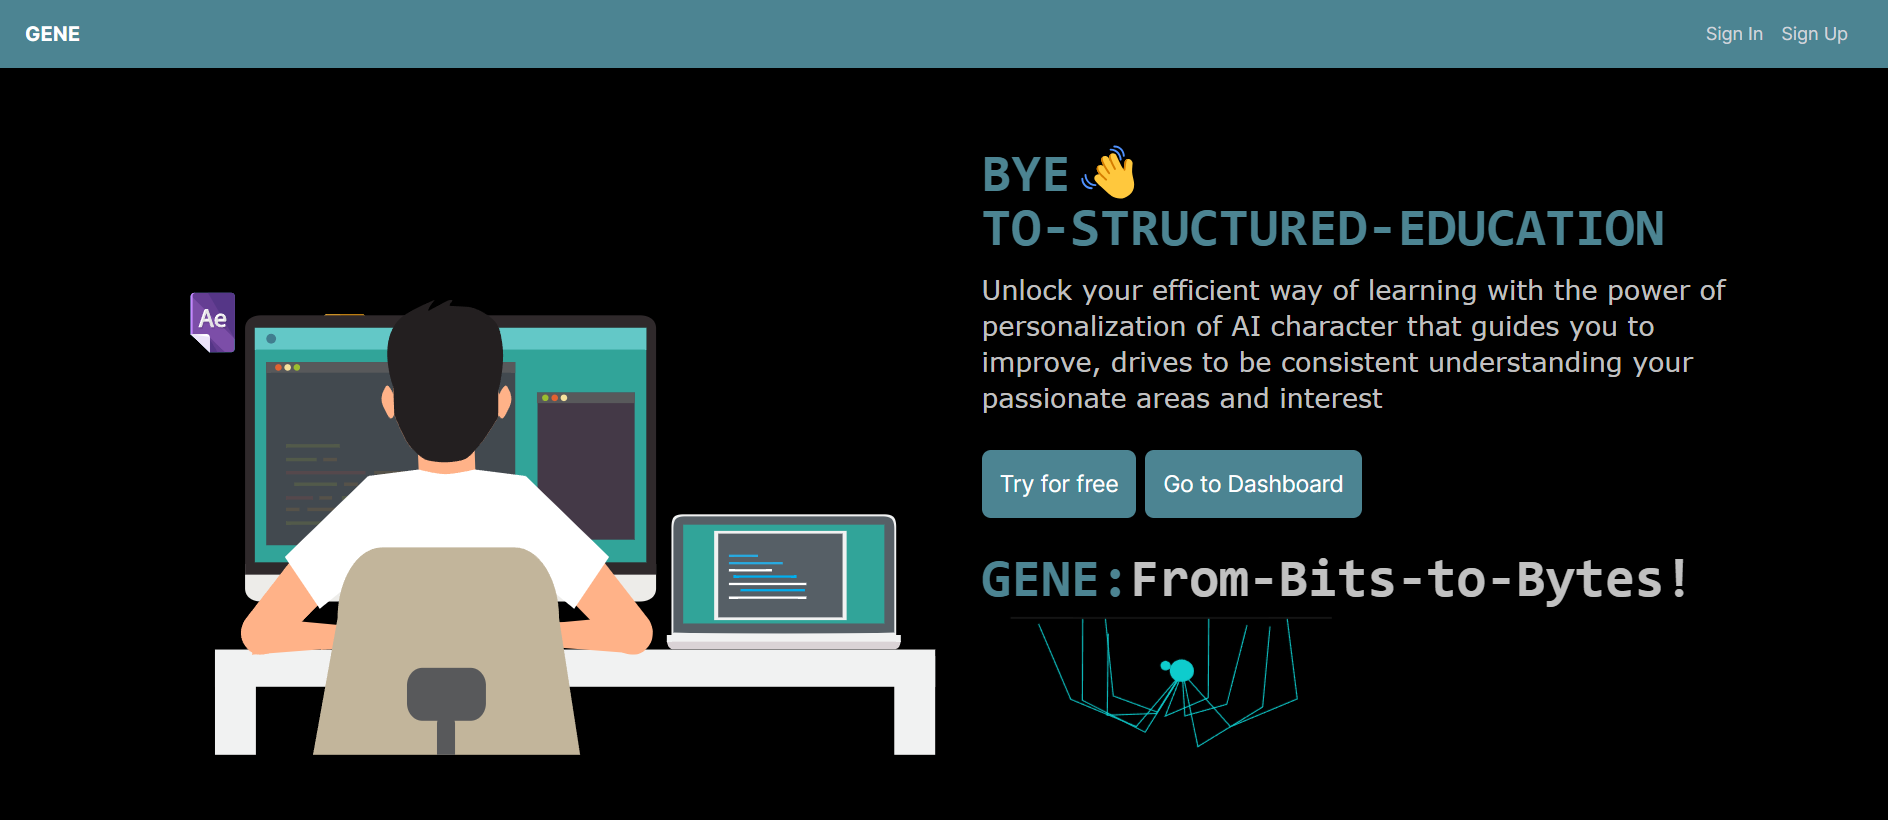 GENE
Sign In Sign Up
BYE 👋
TO-STRUCTURED-EDUCATION
Unlock your efficient way of learning with the power of
personalization of AI character that guides you to
improve, drives to be consistent understanding your
passionate areas and interest
Ae
Try for free Go to Dashboard
GENE:From-Bits-to-Bytes!